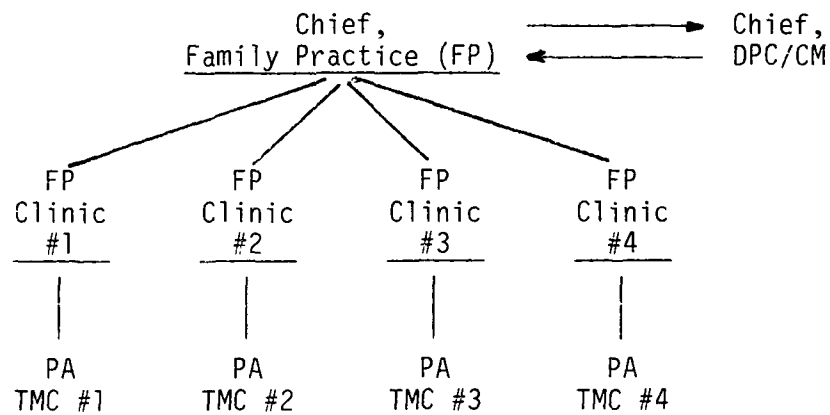 Chief,
Family Practice (FP)
Chief,
DPC/CM
FP
Clinic
#1
FP
Clinic
#2
FP
Clinic
#3
FP
Clinic
#4
PA
TMC #1
PA
TMC #2
PA
TMC #3
PA
TMC #4